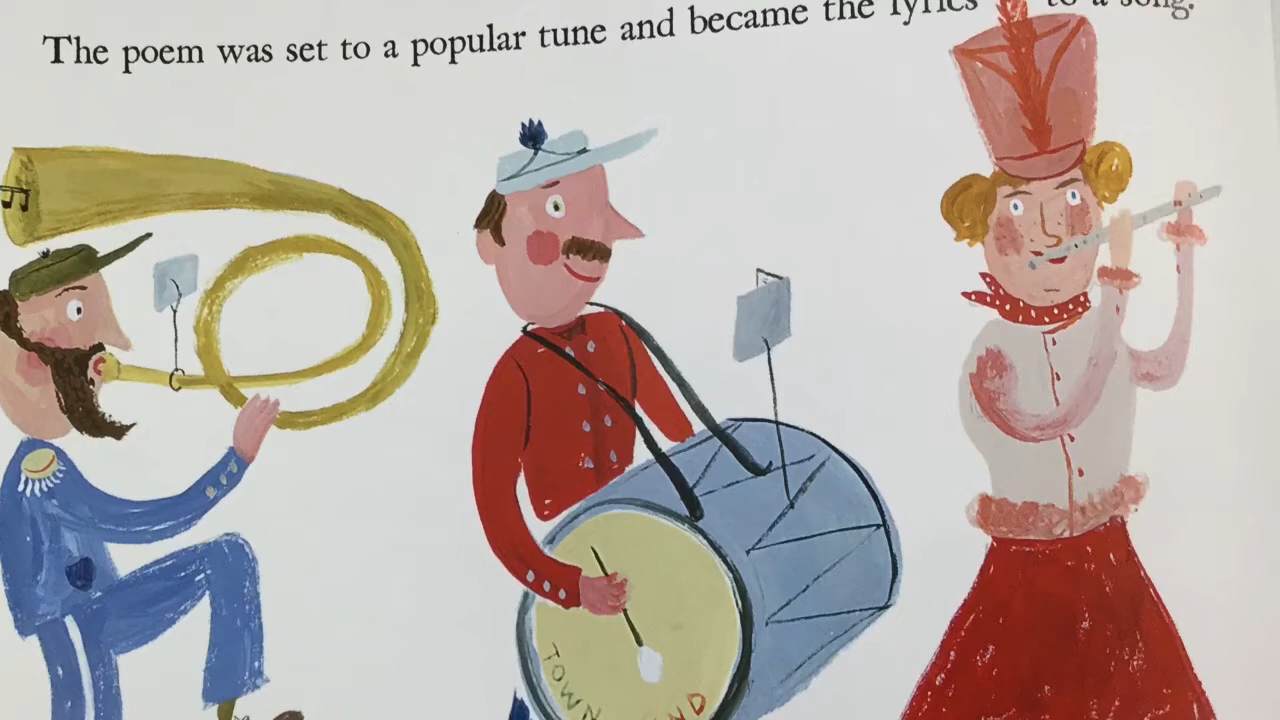 The poem was set to a popular tune and became the lyrics to a song.
TOWN